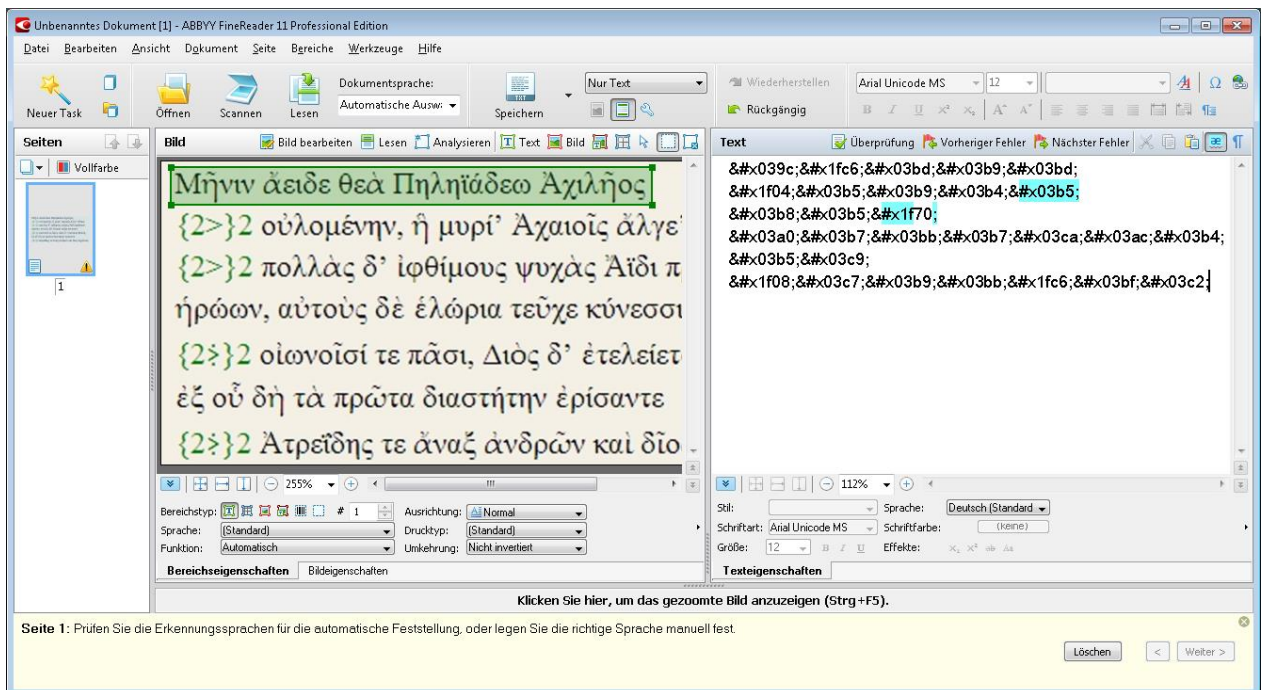 Unbenanntes Dokument [1] - ABBYY FineReader 11 Professional Edition
Datei Bearbeiten Ansicht Dokument Seite Bereiche Werkzeuge Hilfe
Neuer Task
Öffnen
Scannen
Lesen
Dokumentsprache:
Automatische Ausw:
Speichern
Nur Text
Wiederherstellen
Rückgängig
Arial Unicode MS
12
Seiten
Vollfarbe
1
Bild
Bild bearbeiten Lesen Analysieren Text Bild
Μῆνιν ἄειδε θεὰ Πηληϊάδεω Ἀχιλῆος
{2>}2 οὐλομένην, ἣ μυρί’ Ἀχαιοῖς ἄλγε’
{2>}2 πολλὰς δ’ ἰφθίμους ψυχὰς Ἄϊδι π
ἡρώων, αὐτοὺς δὲ ἑλώρια τεῦχε κύνεσσι
{2>̣̇}2 οἰωνοῖσί τε πᾶσι, Διὸς δ’ ἐτελείετ
ἐξ οὗ δὴ τὰ πρῶτα διαστήτην ἐρίσαντε
{2>̣̇}2 Ἀτρεΐδης τε ἄναξ ἀνδρῶν καὶ δῖο
255%
Bereichstyp: # 1
Ausrichtung: Normal
Sprache: (Standard)
Drucktyp: (Standard)
Funktion: Automatisch
Umkehrung: Nicht invertiert
Bereichseigenschaften Bildeigenschaften
Text
Überprüfung Vorheriger Fehler Nächster Fehler
&#x039c;&#x1fc6;&#x03bd;&#x03b9;&#x03bd;
&#x1f04;&#x03b5;&#x03b9;&#x03b4;&#x03b5;
&#x03b8;&#x03b5;&#x1f70;
&#x03a0;&#x03b7;&#x03bb;&#x03b7;&#x03ca;&#x03ac;&#x03b4;
&#x03b5;&#x03c9;
&#x1f08;&#x03c7;&#x03b9;&#x03bb;&#x1fc6;&#x03bf;&#x03c2;
112%
Stil:
Sprache: Deutsch (Standard
Schriftart: Arial Unicode MS
Schriftfarbe: (keine)
Größe: 12
Effekte:
Texteigenschaften
Klicken Sie hier, um das gezoomte Bild anzuzeigen (Strg+F5).
Seite 1: Prüfen Sie die Erkennungssprachen für die automatische Feststellung, oder legen Sie die richtige Sprache manuell fest.
Löschen
< Weiter >